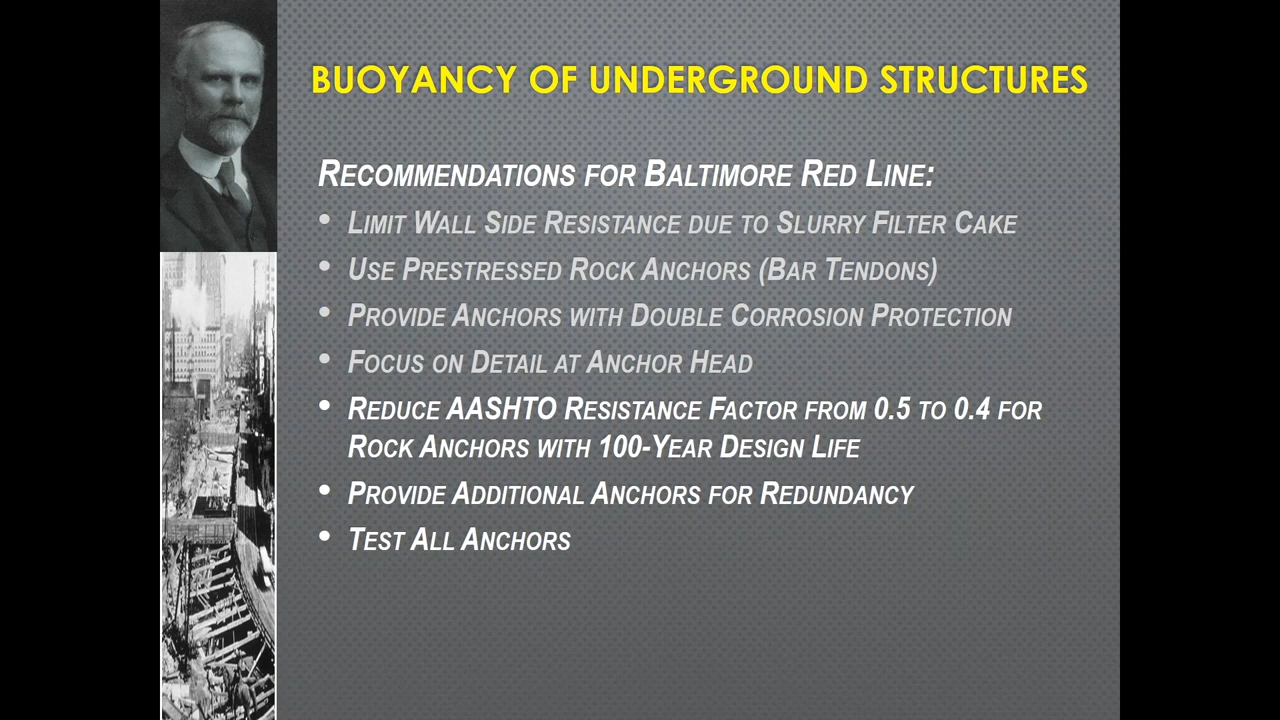 BUOYANCY OF UNDERGROUND STRUCTURES
RECOMMENDATIONS FOR BALTIMORE RED LINE:
• LIMIT WALL SIDE RESISTANCE DUE TO SLURRY FILTER CAKE
• USE PRESTRESSED ROCK ANCHORS (BAR TENDONS)
• PROVIDE ANCHORS WITH DOUBLE CORROSION PROTECTION
• FOCUS ON DETAIL AT ANCHOR HEAD
• REDUCE AASHTO RESISTANCE FACTOR FROM 0.5 TO 0.4 FOR
ROCK ANCHORS WITH 100-YEAR DESIGN LIFE
• PROVIDE ADDITIONAL ANCHORS FOR REDUNDANCY
• TEST ALL ANCHORS